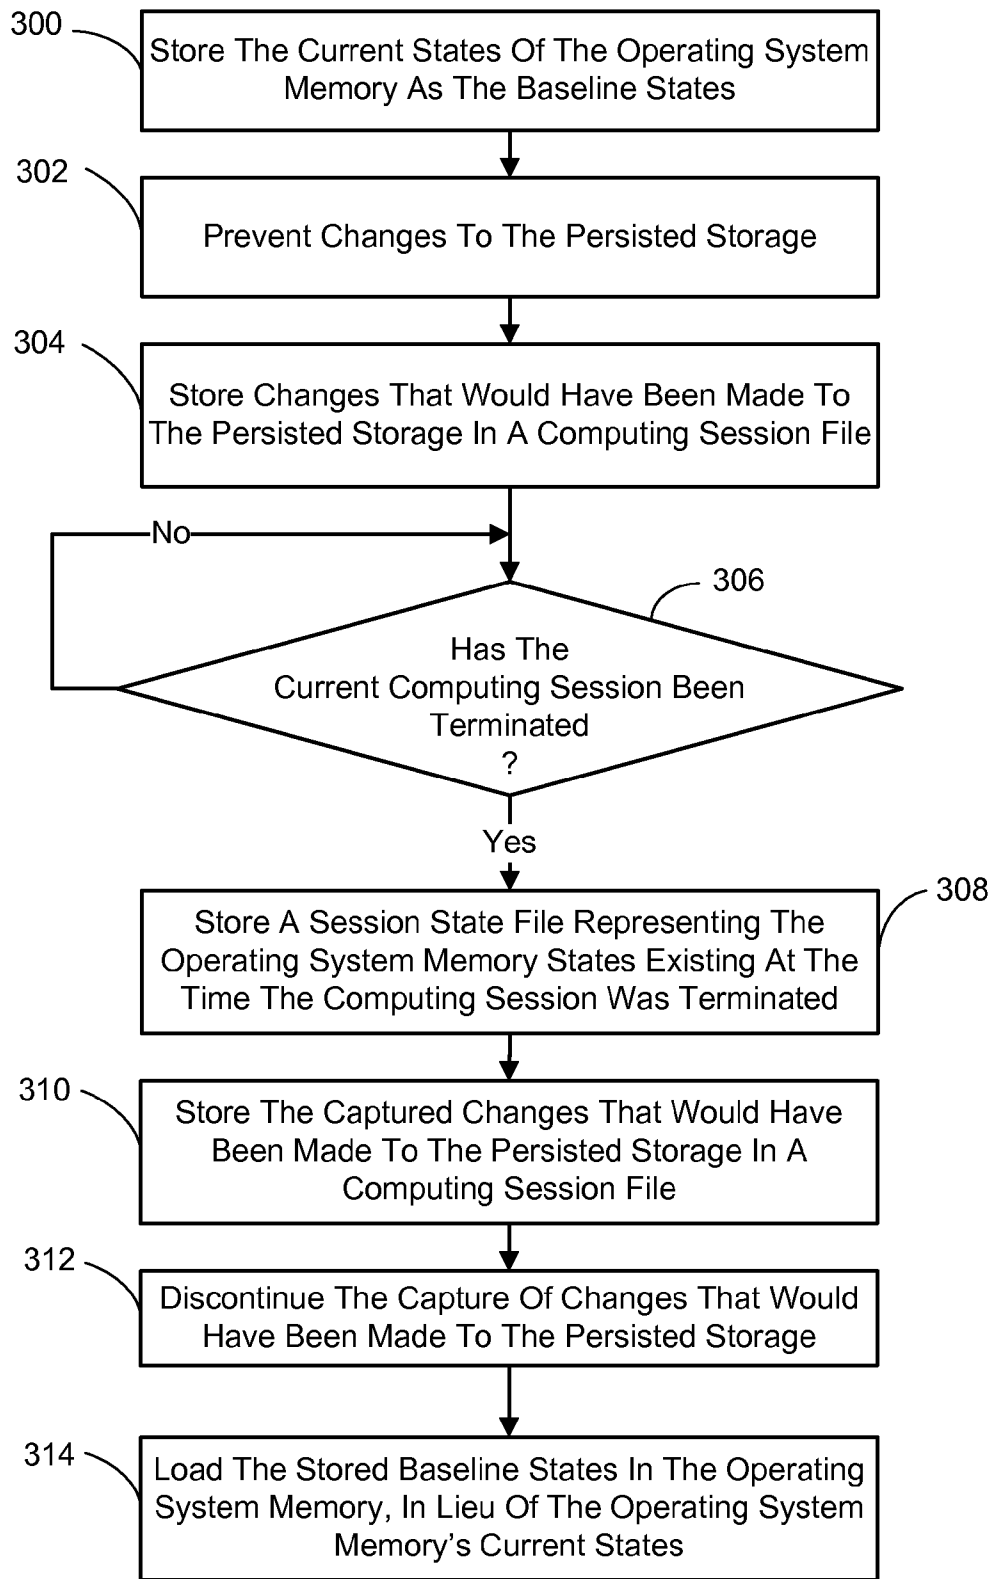 300
Store The Current States Of The Operating System
Memory As The Baseline States
302
Prevent Changes To The Persisted Storage
304
Store Changes That Would Have Been Made To
The Persisted Storage In A Computing Session File
No
306
Has The
Current Computing Session Been
Terminated
?
Yes
308
Store A Session State File Representing The
Operating System Memory States Existing At The
Time The Computing Session Was Terminated
310
Store The Captured Changes That Would Have
Been Made To The Persisted Storage In A
Computing Session File
312
Discontinue The Capture Of Changes That Would
Have Been Made To The Persisted Storage
314
Load The Stored Baseline States In The Operating
System Memory, In Lieu Of The Operating System
Memory's Current States